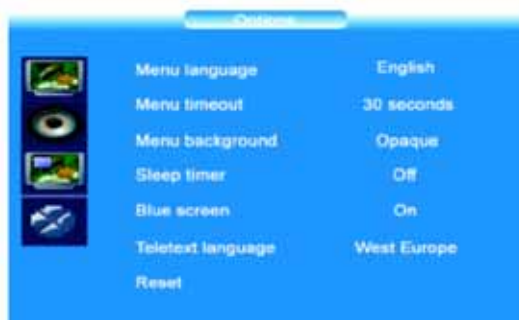 Options
Menu language English
Menu timeout 30 seconds
Menu background Opaque
Sleep timer Off
Blue screen On
Teletext language West Europe
Reset